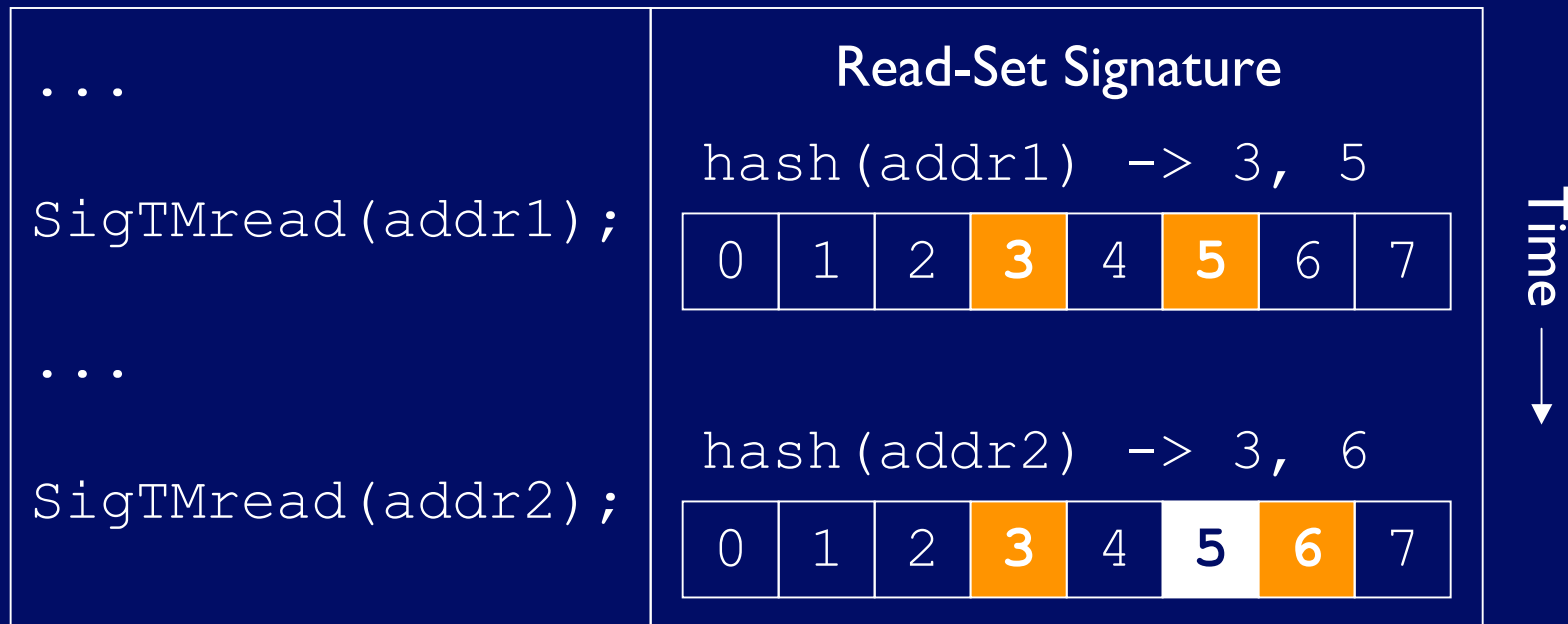 ...
SigTMread(addr1);
...
SigTMread(addr2);
Read-Set Signature
hash(addr1) -> 3, 5
0 1 2 3 4 5 6 7
hash(addr2) -> 3, 6
0 1 2 3 4 5 6 7
Time